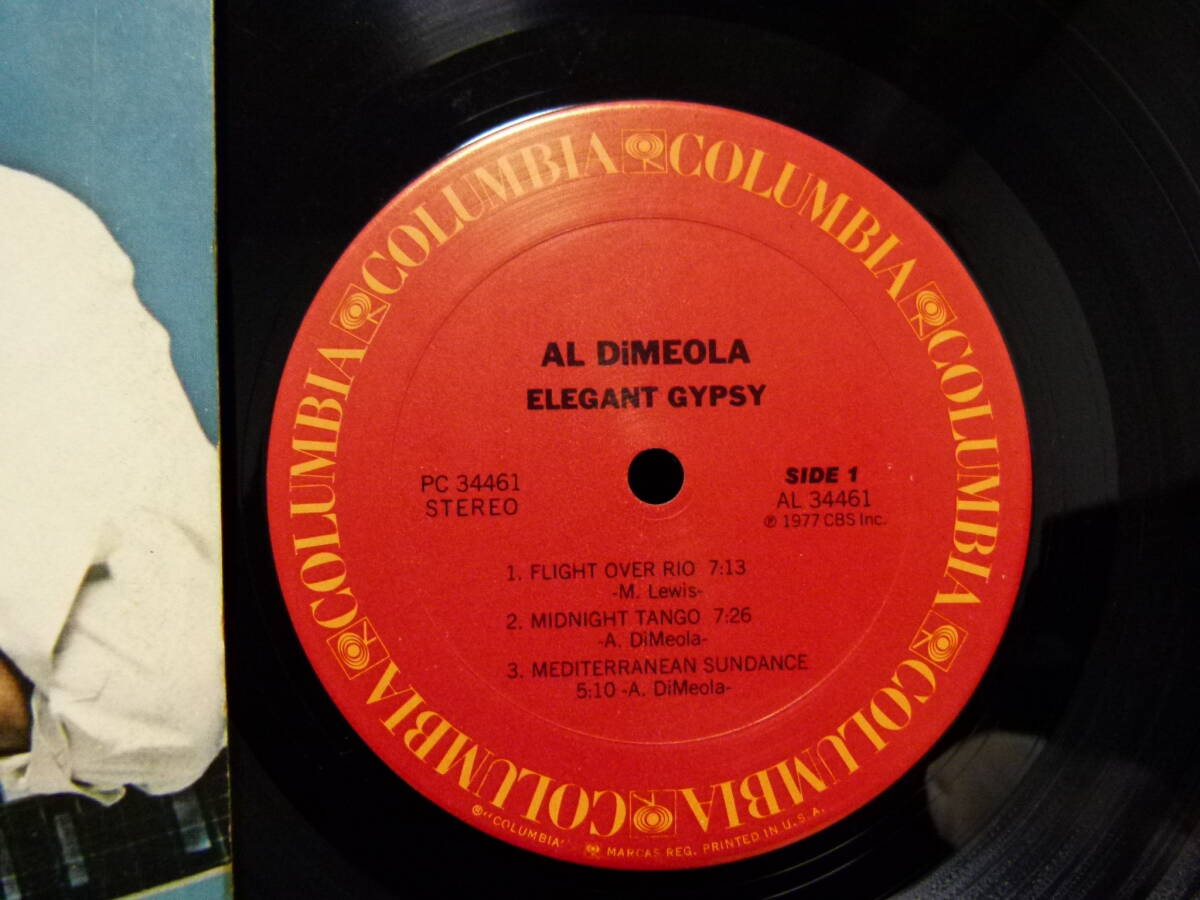 COLUMBIA COLUMBIA COLUMBIA COLUMBIA COLUMBIA COLUMBIA
AL DiMEOLA
ELEGANT GYPSY
PC 34461
STEREO
SIDE 1
AL 34461
℗ 1977 CBS Inc.
1. FLIGHT OVER RIO 7:13
-M. Lewis-
2. MIDNIGHT TANGO 7:26
-A. DiMeola-
3. MEDITERRANEAN SUNDANCE
5:10 -A. DiMeola-
®"COLUMBIA" MARCAS REG. PRINTED IN U.S.A.